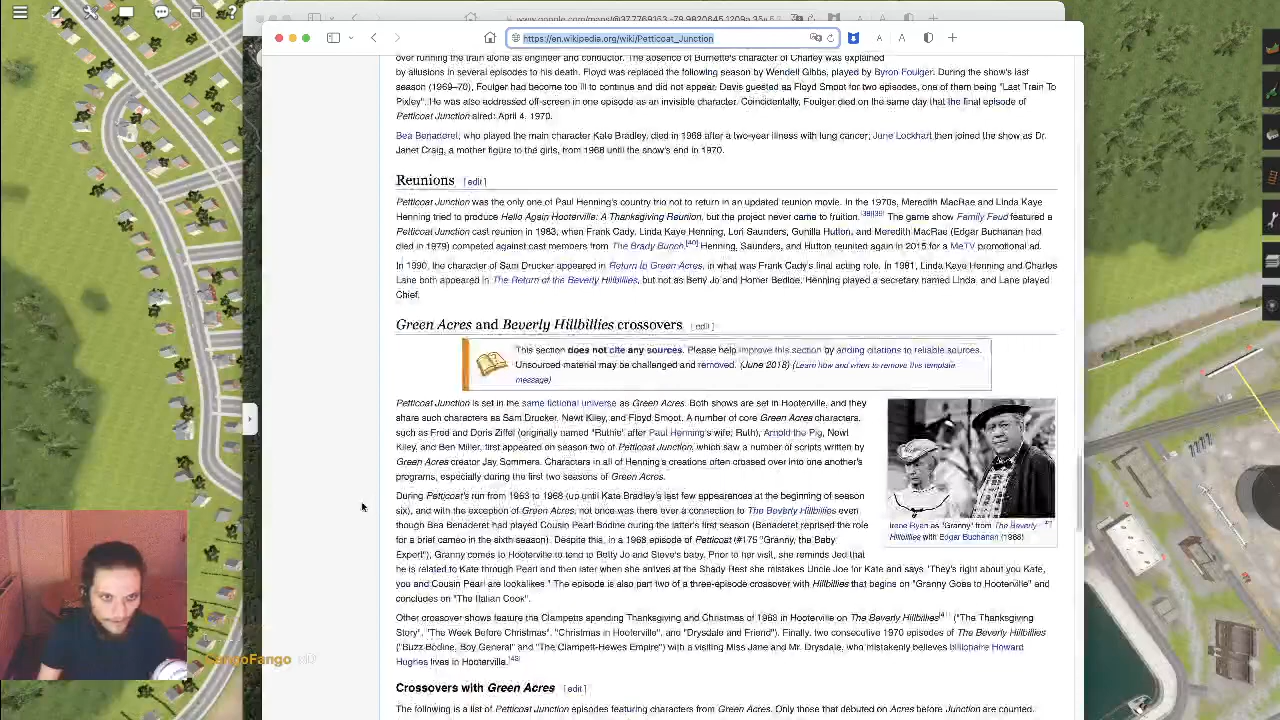 www.google.com/maps/@37.7769163,-79.9820645,1209a,35y
https://en.wikipedia.org/wiki/Petticoat_Junction
A A
over running the train alone as engineer and conductor. The absence of Burnette's character of Charley was explained
by allusions in several episodes to his death. Floyd was replaced the following season by Wendell Gibbs, played by Byron Foulger. During the show's last
season (1969–70), Foulger had become too ill to continue and did not appear. Davis guested as Floyd Smoot for two episodes, one of them being "Last Train To
Pixley". He was also addressed off-screen in one episode as an invisible character. Coincidentally, Foulger died on the same day that the final episode of
Petticoat Junction aired: April 4, 1970.
Bea Benaderet, who played the main character Kate Bradley, died in 1968 after a two-year illness with lung cancer; June Lockhart then joined the show as Dr.
Janet Craig, a mother figure to the girls, from 1968 until the show's end in 1970.
Reunions [edit]
Petticoat Junction was the only one of Paul Henning's country trio not to return in an updated reunion movie. In the 1970s, Meredith MacRae and Linda Kaye
Henning tried to produce Hello Again Hooterville: A Thanksgiving Reunion, but the project never came to fruition.[38][39] The game show Family Feud featured a
Petticoat Junction cast reunion in 1983, when Frank Cady, Linda Kaye Henning, Lori Saunders, Gunilla Hutton, and Meredith MacRae (Edgar Buchanan had
died in 1979) competed against cast members from The Brady Bunch.[40] Henning, Saunders, and Hutton reunited again in 2015 for a MeTV promotional ad.
In 1990, the character of Sam Drucker appeared in Return to Green Acres, in what was Frank Cady's final acting role. In 1981, Linda Kaye Henning and Charles
Lane both appeared in The Return of the Beverly Hillbillies, but not as Betty Jo and Homer Bedloe; Henning played a secretary named Linda, and Lane played
Chief.
Green Acres and Beverly Hillbillies crossovers [edit]
This section does not cite any sources. Please help improve this section by adding citations to reliable sources.
Unsourced material may be challenged and removed. (June 2018) (Learn how and when to remove this template
message)
Petticoat Junction is set in the same fictional universe as Green Acres. Both shows are set in Hooterville, and they
share such characters as Sam Drucker, Newt Kiley, and Floyd Smoot. A number of core Green Acres characters,
such as Fred and Doris Ziffel (originally named "Ruthie" after Paul Henning's wife, Ruth), Arnold the Pig, Newt
Kiley, and Ben Miller, first appeared on season two of Petticoat Junction, which saw a number of scripts written by
Green Acres creator Jay Sommers. Characters in all of Henning's creations often crossed over into one another's
programs, especially during the first two seasons of Green Acres.
During Petticoat's run from 1963 to 1968 (up until Kate Bradley's last few appearances at the beginning of season
six), and with the exception of Green Acres, not once was there ever a connection to The Beverly Hillbillies even
though Bea Benaderet had played Cousin Pearl Bodine during the latter's first season (Benaderet reprised the role
for a brief cameo in the sixth season). Despite this, in a 1968 episode of Petticoat (#175 "Granny, the Baby
Expert"), Granny comes to Hooterville to tend to Betty Jo and Steve's baby. Prior to her visit, she reminds Jed that
he is related to Kate through Pearl and then later when she arrives at the Shady Rest she mistakes Uncle Joe for Kate and says "They're right about you Kate,
you and Cousin Pearl are lookalikes." The episode is also part two of a three-episode crossover with Hillbillies that begins on "Granny Goes to Hooterville" and
concludes on "The Italian Cook".
Irene Ryan as "Granny" from The Beverly
Hillbillies with Edgar Buchanan (1968)
Other crossover shows feature the Clampetts spending Thanksgiving and Christmas of 1968 in Hooterville on The Beverly Hillbillies[41] ("The Thanksgiving
Story", "The Week Before Christmas", "Christmas in Hooterville", and "Drysdale and Friend"). Finally, two consecutive 1970 episodes of The Beverly Hillbillies
("Buzz Bodine, Boy General" and "The Clampett-Hewes Empire") with a visiting Miss Jane and Mr. Drysdale, who mistakenly believes billionaire Howard
Hughes lives in Hooterville.[42]
LangoFango xD
Crossovers with Green Acres [edit]
The following is a list of Petticoat Junction episodes featuring characters from Green Acres. Only those that debuted on Acres before Junction are counted.